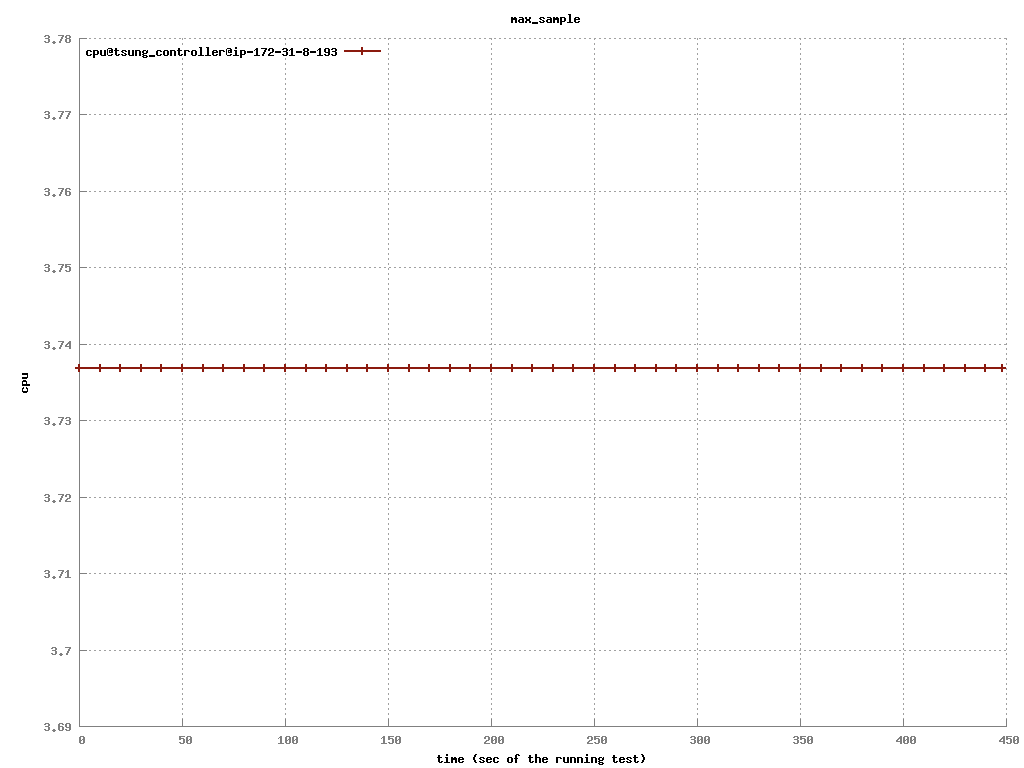 max_sample
3.78
cpu@tsung_controller@ip-172-31-8-193
3.77
3.76
3.75
3.74
cpu
3.73
3.72
3.71
3.7
3.69
0 50 100 150 200 250 300 350 400 450
time (sec of the running test)